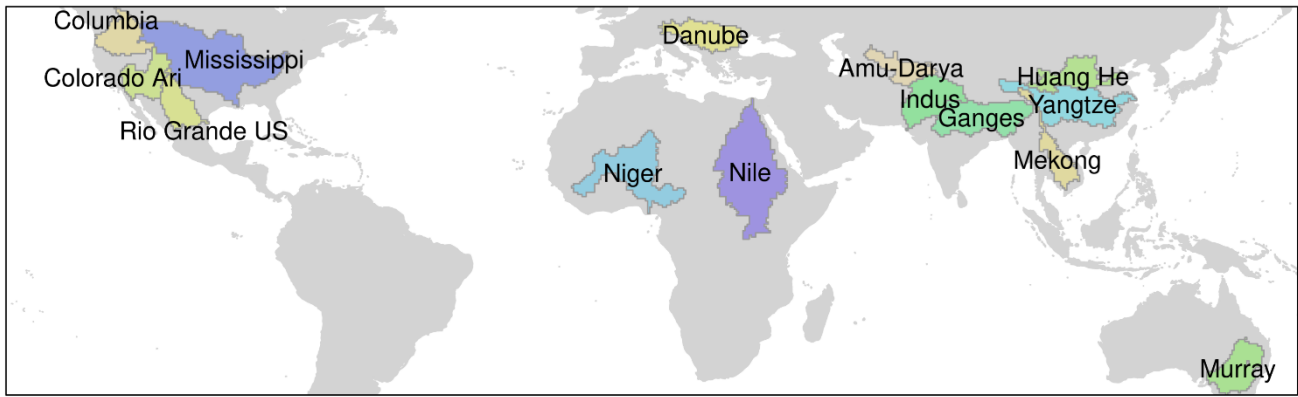 Columbia
Mississippi
Colorado Ari
Rio Grande US
Danube
Niger
Nile
Amu-Darya
Huang He
Indus
Yangtze
Ganges
Mekong
Murray